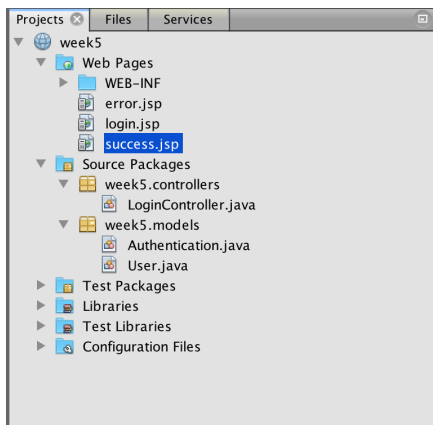 Projects Files Services
week5
Web Pages
WEB-INF
error.jsp
login.jsp
success.jsp
Source Packages
week5.controllers
LoginController.java
week5.models
Authentication.java
User.java
Test Packages
Libraries
Test Libraries
Configuration Files